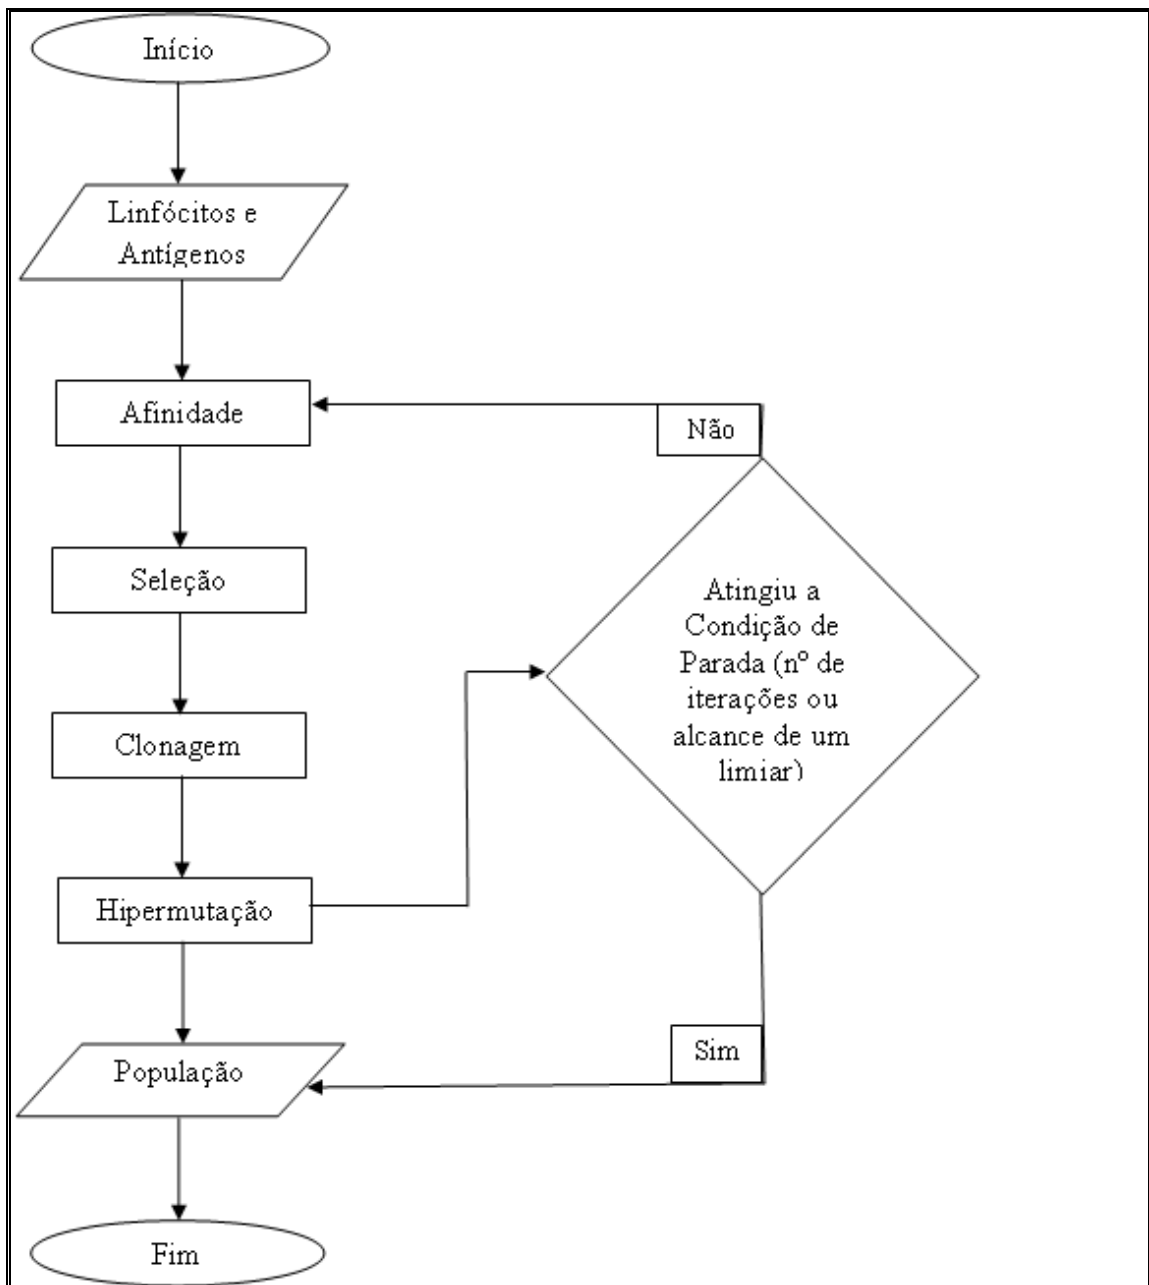 Início
Linfócitos e
Antígenos
Afinidade
Não
Seleção
Atingiu a
Condição de
Parada (nº de
iterações ou
alcance de um
limiar)
Clonagem
Hipermutação
Sim
População
Fim